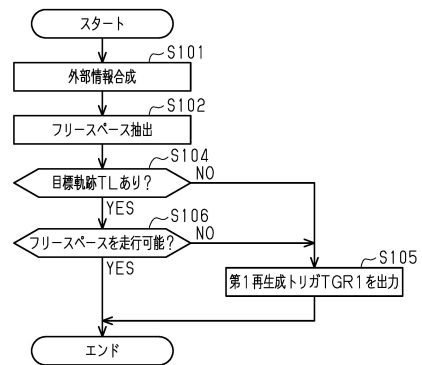 スタート
S101
外部情報合成
S102
フリースペース抽出
S104
目標軌跡TLあり?
NO
YES
S106
フリースペースを走行可能?
NO
YES
S105
第1再生成トリガTGR1を出力
エンド